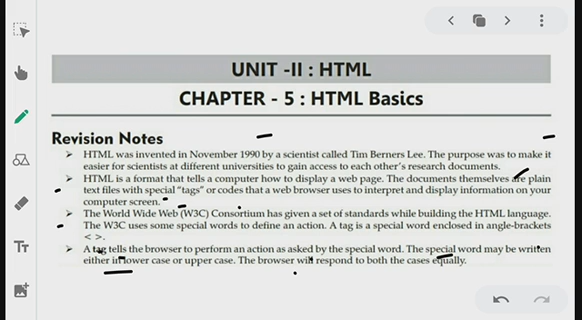 UNIT -II : HTML
CHAPTER - 5 : HTML Basics
Revision Notes
➢ HTML was invented in November 1990 by a scientist called Tim Berners Lee. The purpose was to make it
easier for scientists at different universities to gain access to each other's research documents.
➢ HTML is a format that tells a computer how to display a web page. The documents themselves are plain
text files with special "tags" or codes that a web browser uses to interpret and display information on your
computer screen.
➢ The World Wide Web (W3C) Consortium has given a set of standards while building the HTML language.
➢ The W3C uses some special words to define an action. A tag is a special word enclosed in angle-brackets
< >.
➢ A tag tells the browser to perform an action as asked by the special word. The special word may be written
either in lower case or upper case. The browser will respond to both the cases equally.
Tт